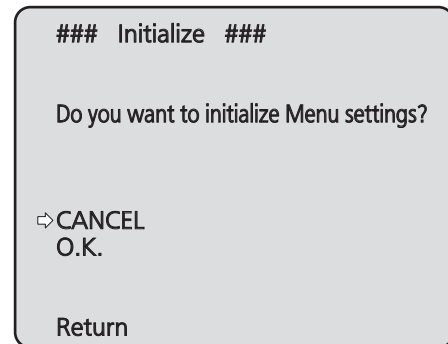 ### Initialize ###
Do you want to initialize Menu settings?
⇨CANCEL
O.K.
Return